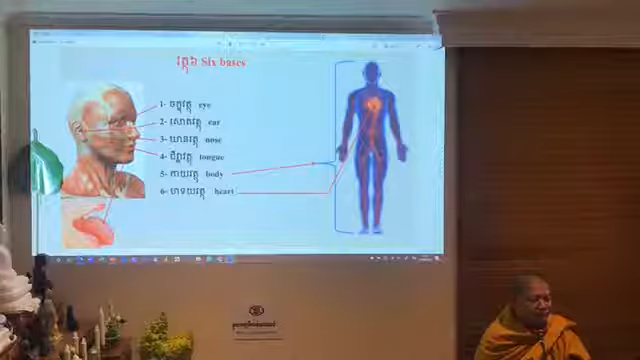 វត្ថុ៦ Six bases
1- ចក្ខុវត្ថុ eye
2- សោតវត្ថុ ear
3- ឃានវត្ថុ nose
4- ជីវ្ហាវត្ថុ tongue
5- កាយវត្ថុ body
6- ហទយវត្ថុ heart